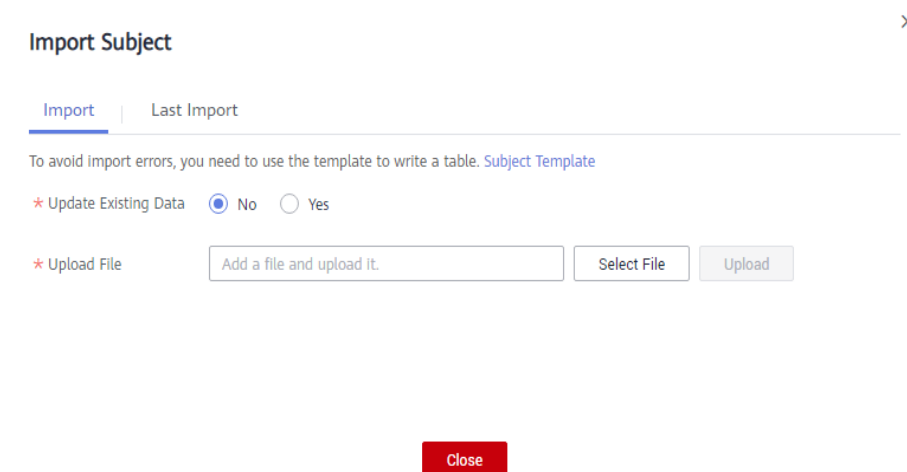 Import Subject
Import Last Import
To avoid import errors, you need to use the template to write a table. Subject Template
* Update Existing Data No Yes
* Upload File Add a file and upload it. Select File Upload
Close